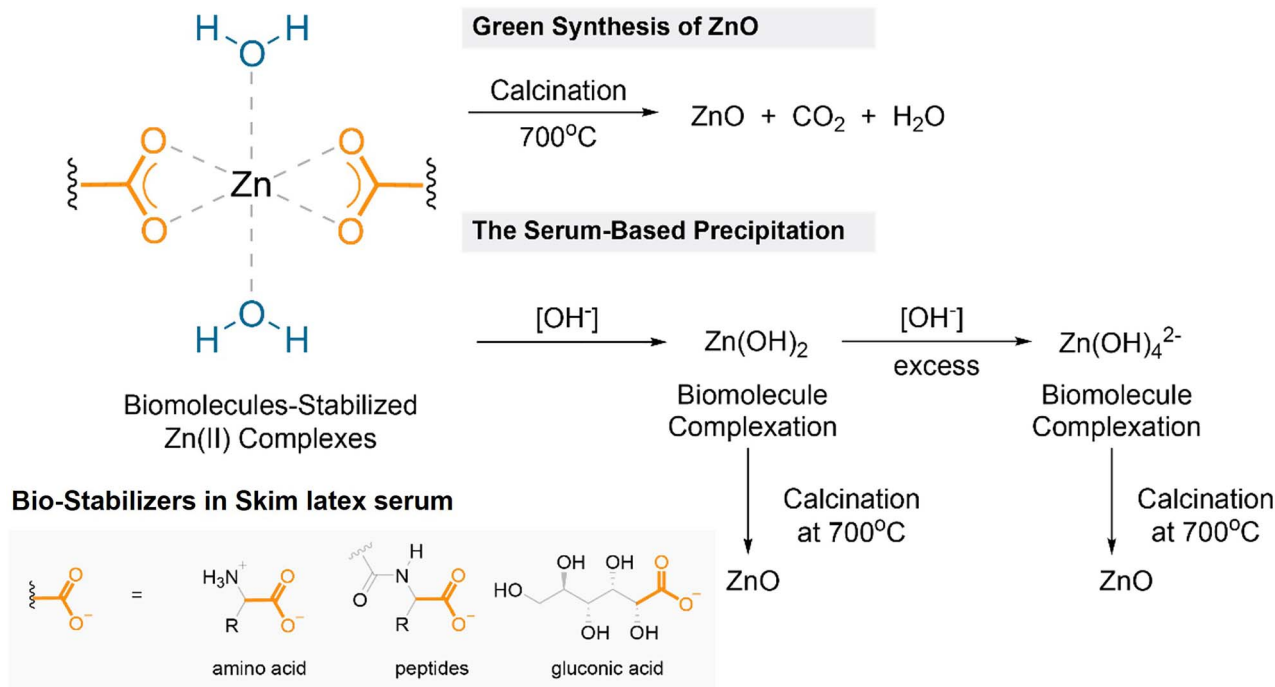 H H
O
O O
Zn
O O
O
H H
Biomolecules-Stabilized
Zn(II) Complexes
Green Synthesis of ZnO
Calcination
700°C
ZnO + CO₂ + H₂O
The Serum-Based Precipitation
[OH⁻]
Zn(OH)₂
[OH⁻]
excess
Zn(OH)₄²⁻
Biomolecule
Complexation
Biomolecule
Complexation
Calcination
at 700°C
Calcination
at 700°C
ZnO
ZnO
Bio-Stabilizers in Skim latex serum
O
O⁻
=
H₃N⁺
O
O⁻
R
amino acid
H
N
O
O
O⁻
R
peptides
OH OH O
HO
O⁻
OH OH
gluconic acid